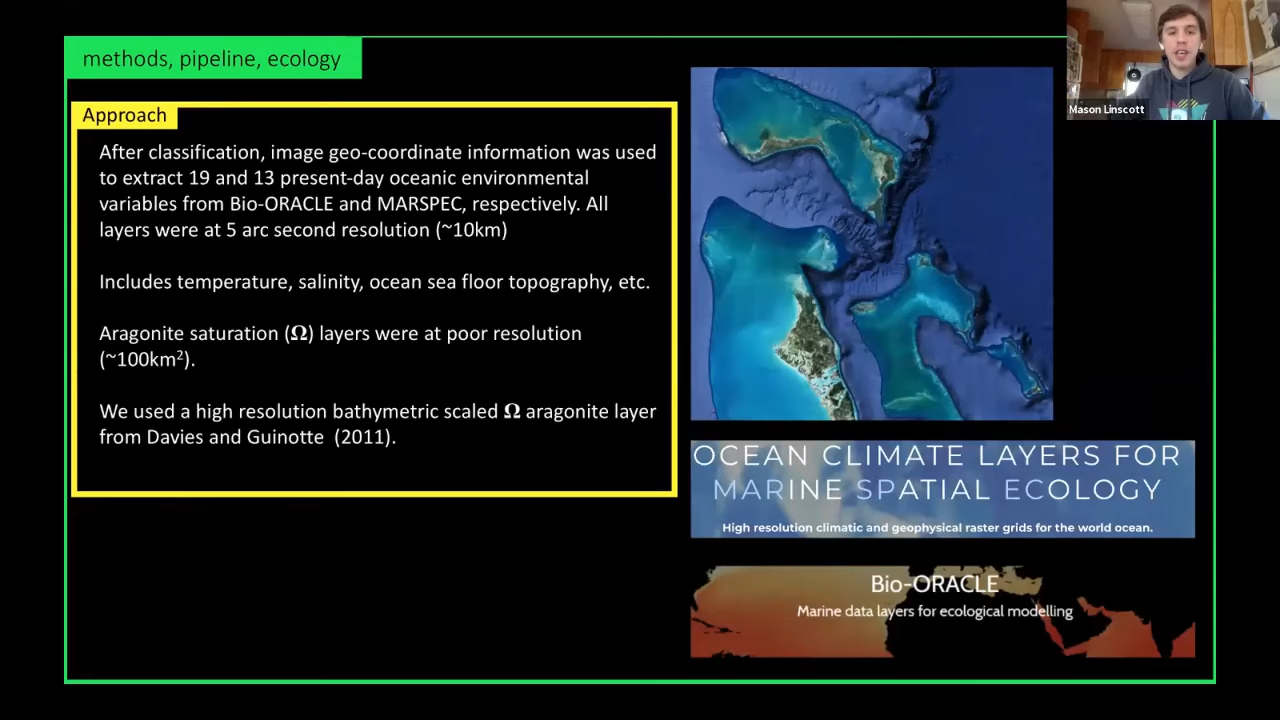 methods, pipeline, ecology
Approach
After classification, image geo-coordinate information was used
to extract 19 and 13 present-day oceanic environmental
variables from Bio-ORACLE and MARSPEC, respectively. All
layers were at 5 arc second resolution (~10km)
Includes temperature, salinity, ocean sea floor topography, etc.
Aragonite saturation (Ω) layers were at poor resolution
(~100km²).
We used a high resolution bathymetric scaled Ω aragonite layer
from Davies and Guinotte (2011).
Mason Linscott
OCEAN CLIMATE LAYERS FOR
MARINE SPATIAL ECOLOGY
High resolution climatic and geophysical raster grids for the world ocean.
Bio-ORACLE
Marine data layers for ecological modelling